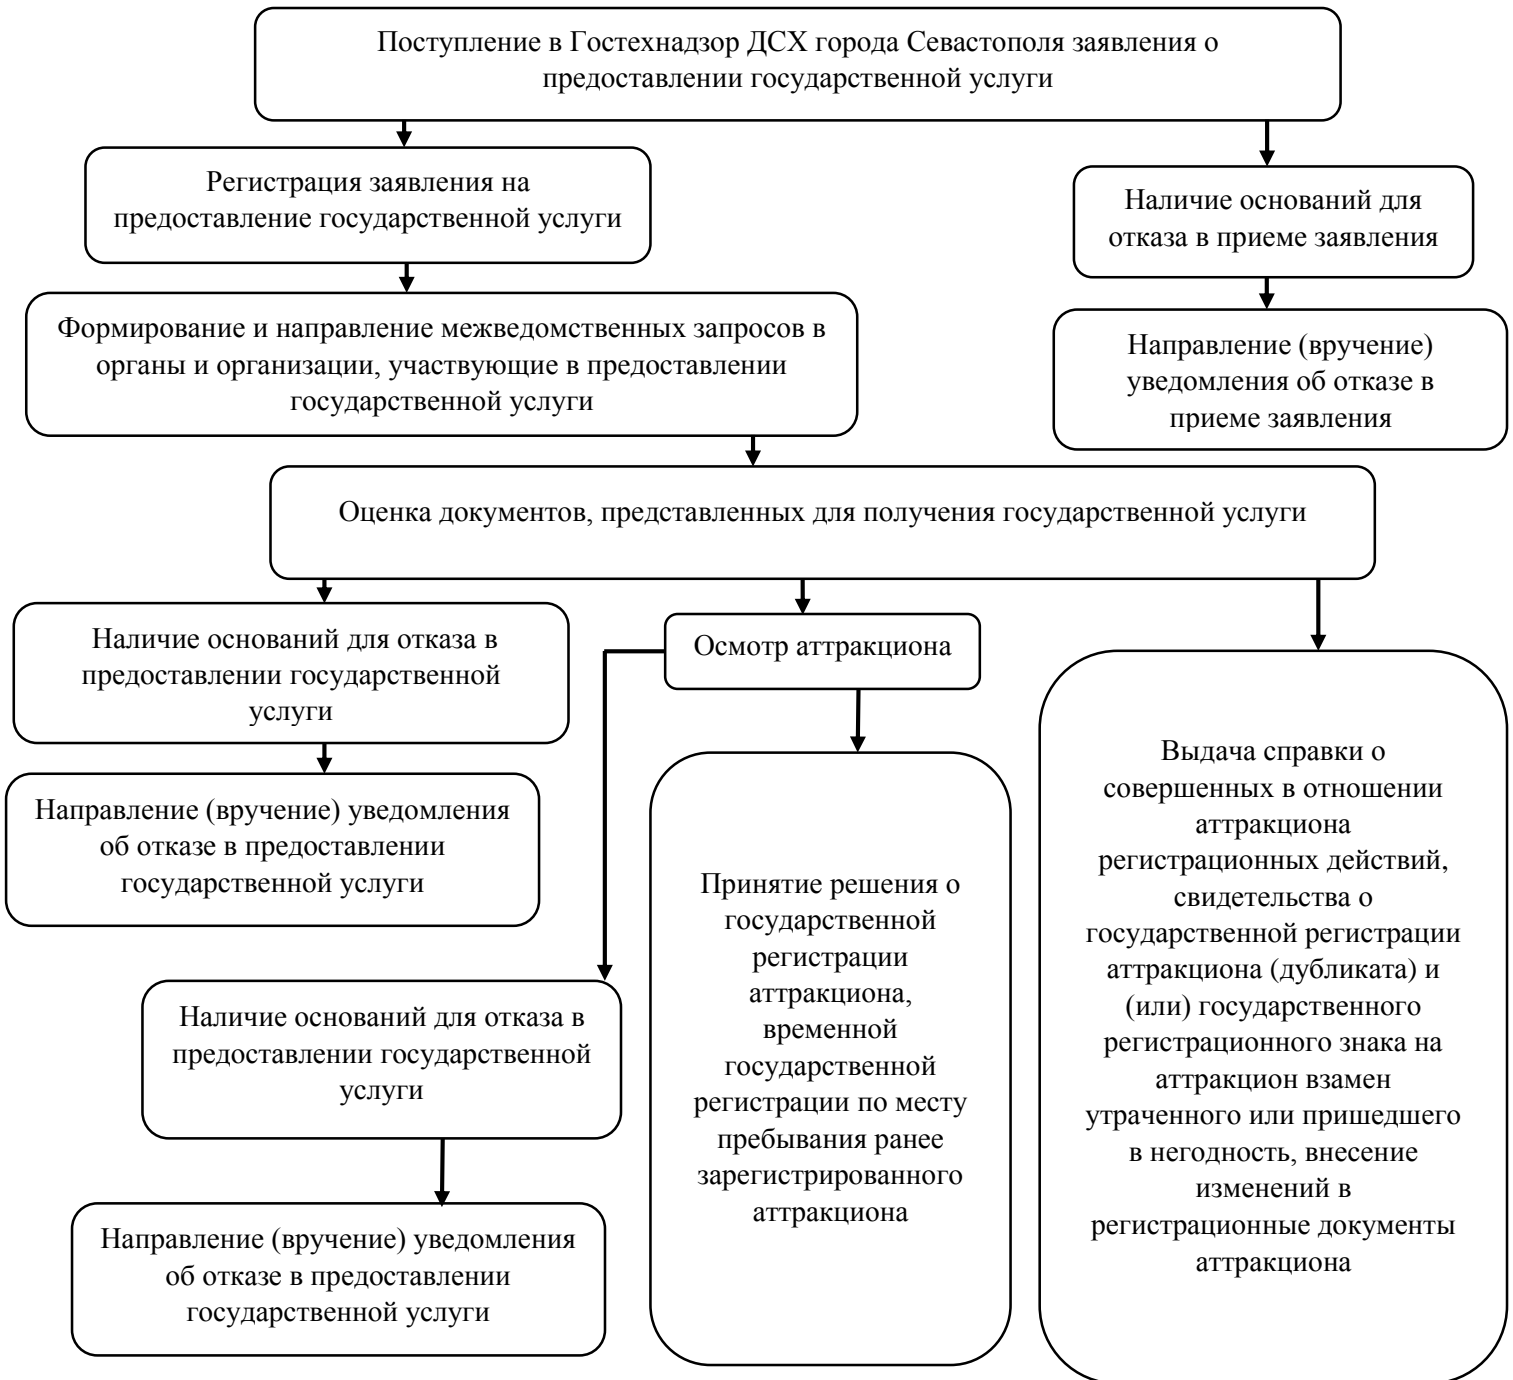 Поступление в Гостехнадзор ДСХ города Севастополя заявления о
предоставлении государственной услуги
Регистрация заявления на
предоставление государственной услуги
Наличие оснований для
отказа в приеме заявления
Формирование и направление межведомственных запросов в
органы и организации, участвующие в предоставлении
государственной услуги
Направление (вручение)
уведомления об отказе в
приеме заявления
Оценка документов, представленных для получения государственной услуги
Наличие оснований для отказа в
предоставлении государственной
услуги
Осмотр аттракциона
Направление (вручение) уведомления
об отказе в предоставлении
государственной услуги
Наличие оснований для отказа в
предоставлении государственной
услуги
Направление (вручение) уведомления
об отказе в предоставлении
государственной услуги
Принятие решения о
государственной
регистрации
аттракциона,
временной
государственной
регистрации по месту
пребывания ранее
зарегистрированного
аттракциона
Выдача справки о
совершенных в отношении
аттракциона
регистрационных действий,
свидетельства о
государственной регистрации
аттракциона (дубликата) и
(или) государственного
регистрационного знака на
аттракцион взамен
утраченного или пришедшего
в негодность, внесение
изменений в
регистрационные документы
аттракциона